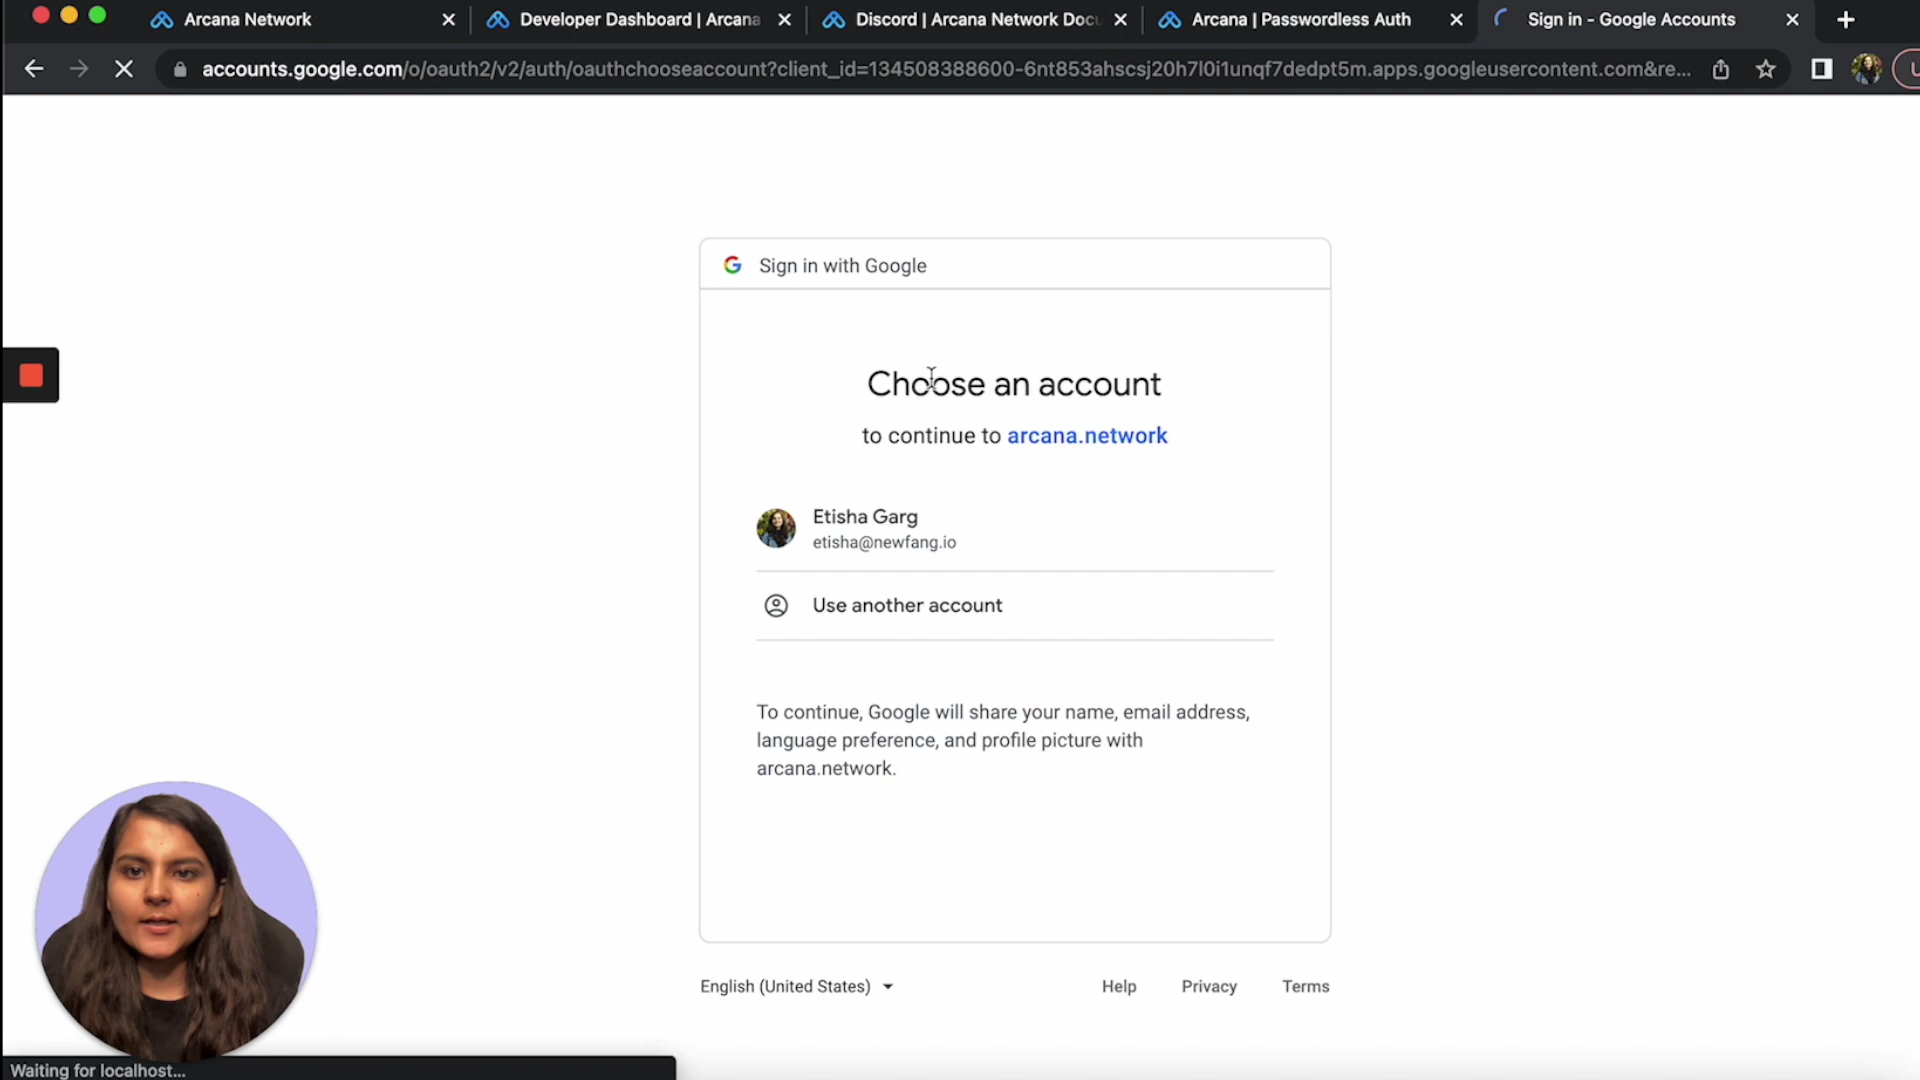 Arcana Network
Developer Dashboard | Arcana
Discord | Arcana Network Docu
Arcana | Passwordless Auth
Sign in - Google Accounts
accounts.google.com/o/oauth2/v2/auth/oauthchooseaccount?client_id=134508388600-6nt853ahscsj20h7l0i1unqf7dedpt5m.apps.googleusercontent.com&re...
Sign in with Google
Choose an account
to continue to arcana.network
Etisha Garg
etisha@newfang.io
Use another account
To continue, Google will share your name, email address,
language preference, and profile picture with
arcana.network.
English (United States)
Help
Privacy
Terms
Waiting for localhost...